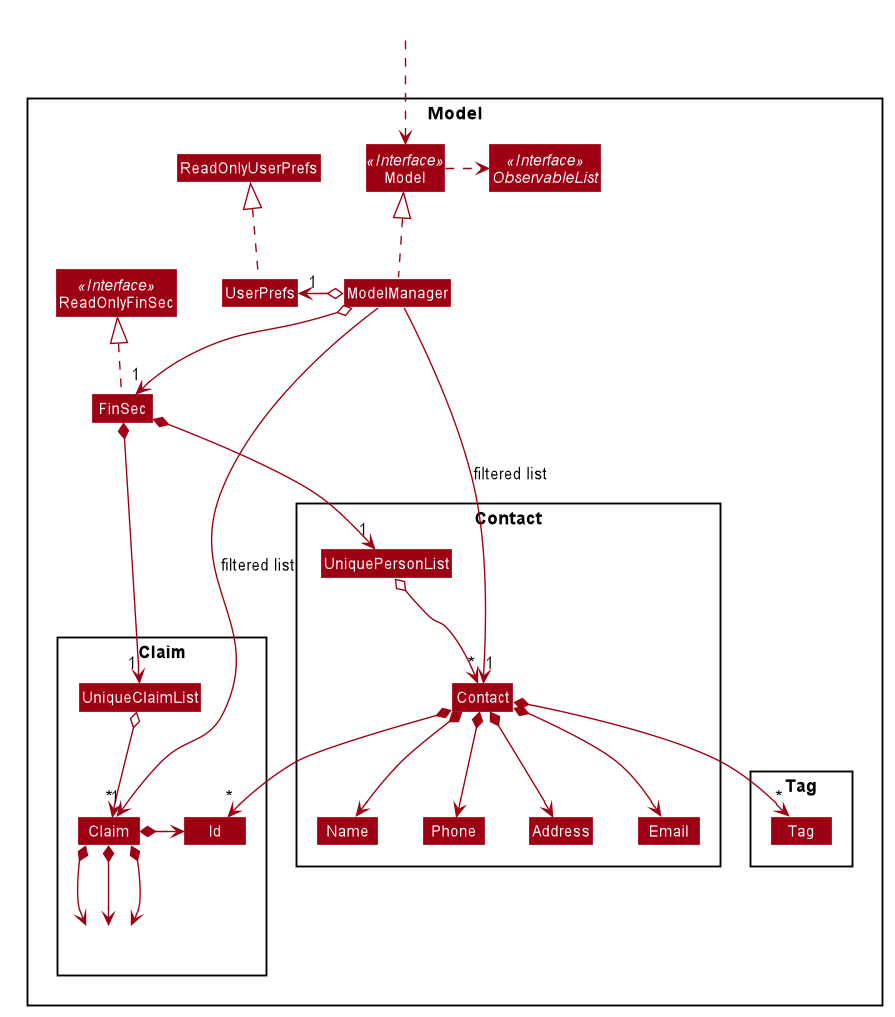 Model
«Interface»
Model
«Interface»
ObservableList
ReadOnlyUserPrefs
«Interface»
ReadOnlyFinSec
UserPrefs
1
ModelManager
1
FinSec
filtered list
Contact
1
UniquePersonList
filtered list
Claim
1
UniqueClaimList
*
1
Contact
*
1
*
Tag
*
Claim
Id
Name
Phone
Address
Email
Tag